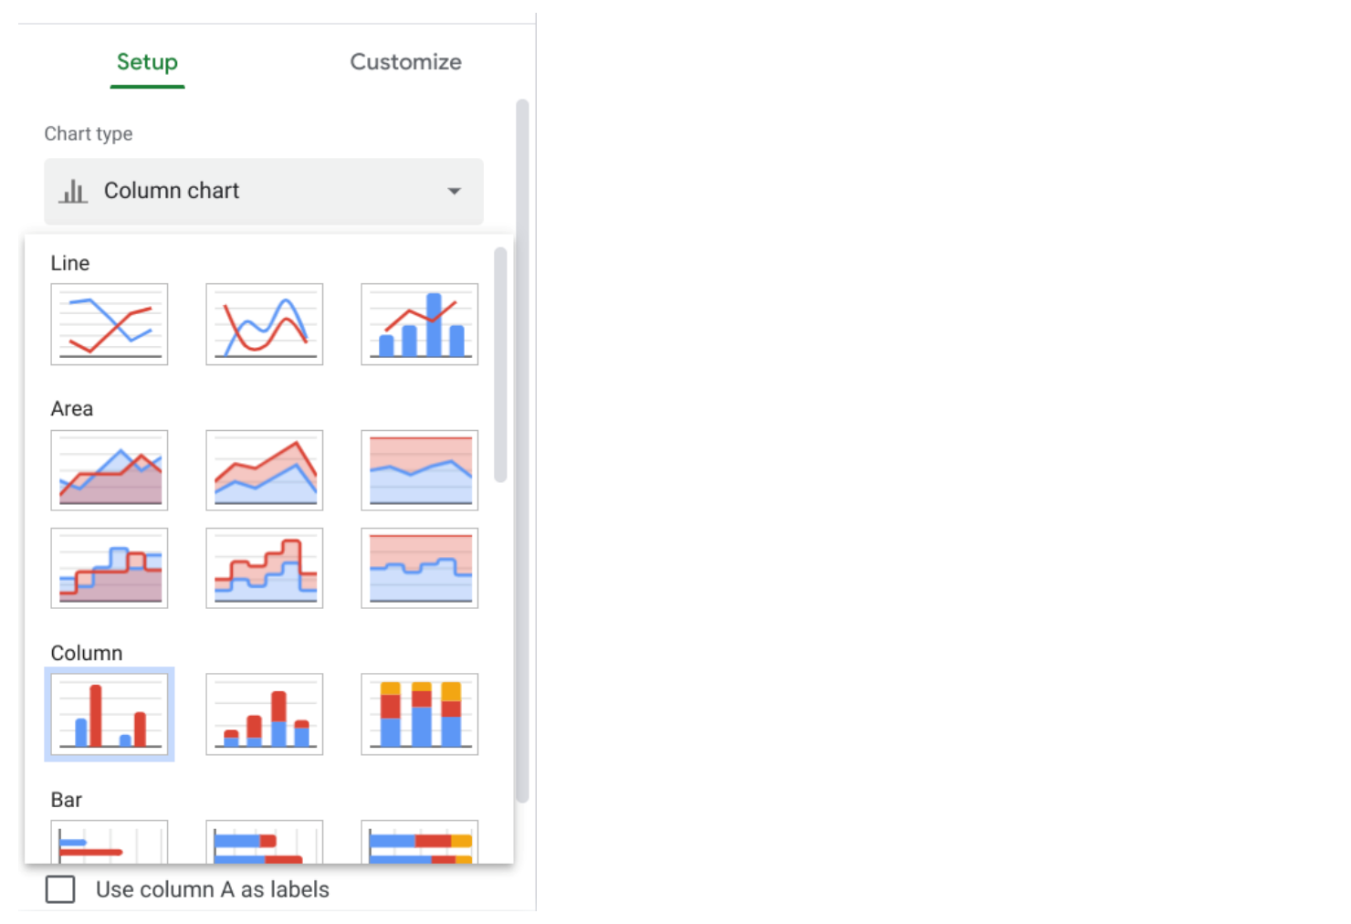 Setup Customize
Chart type
Column chart
Line
Area
Column
Bar
Use column A as labels